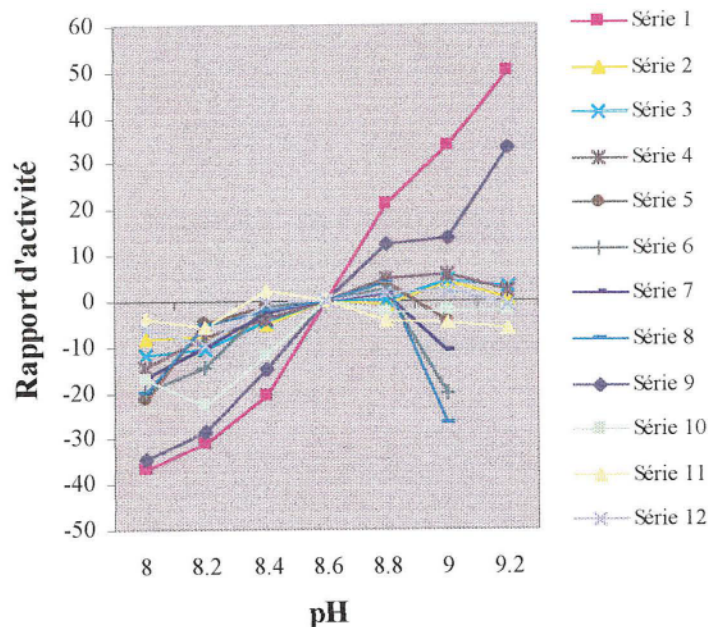 60
50
40
30
20
10
0
-10
-20
-30
-40
-50
Rapport d'activité
8 8.2 8.4 8.6 8.8 9 9.2
pH
Série 1
Série 2
Série 3
Série 4
Série 5
Série 6
Série 7
Série 8
Série 9
Série 10
Série 11
Série 12